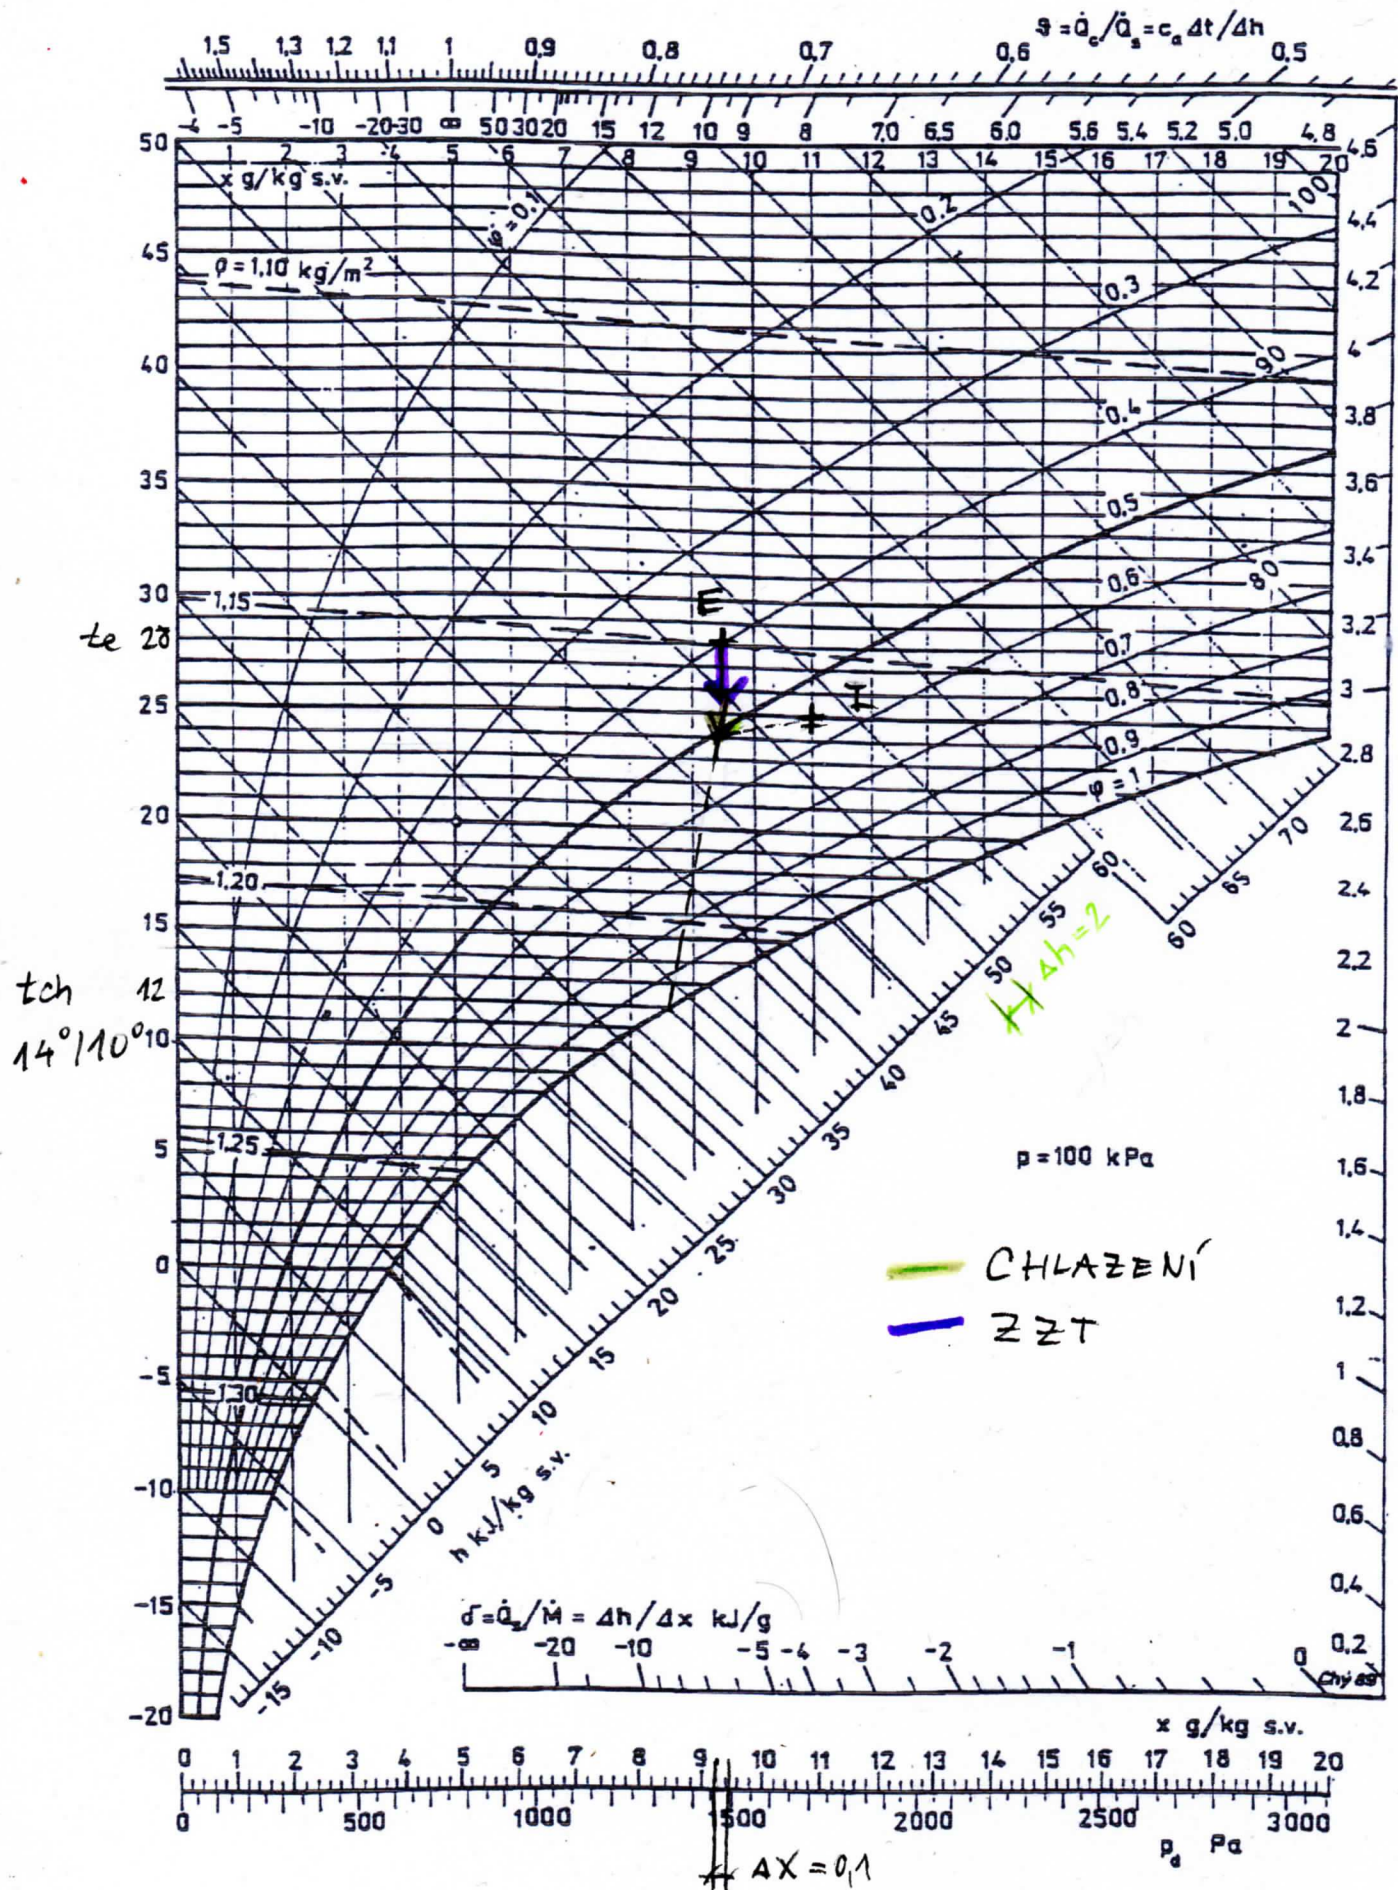 ϑ = Q̇c/Q̇s = ca Δt/Δh
1,5 1,3 1,2 1,1 1 0,9 0,8 0,7 0,6 0,5
-4 -5 -10 -20 -30 ∞ 50 30 20 15 12 10 9 8 7,0 6,5 6,0 5,6 5,4 5,2 5,0 4,8 4,6
50 1 2 3 4 5 6 7 8 9 10 11 12 13 14 15 16 17 18 19 20
x g/kg s.v.
φ = 0,1 0,2 100
4,4
45
ρ = 1,10 kg/m²
4,2
0,3
40 4
90
0,4 3,8
35 3,6
0,5
3,4
0,6 80
30 1,15 E
te 28 3,2
0,7
25 I 3
0,8
0,9 2,8
φ = 1
20 2,6
70
1,20 60 65 2,4
15 55 60
Δh = 2
2,2
tch 12 50
14°/10° 10 45 2
40
1,8
5 1,25 35
p = 100 kPa
1,6
30
1,4
0 25
CHLAZENÍ
20 1,2
ZZT
15
-5 1,30 1
10
0,8
5
-10 0 0,6
h kJ/kg s.v.
-5
0,4
-15 -10
δ = Q̇s/Ṁ = Δh/Δx kJ/g
-∞ -20 -10 -5 -4 -3 -2 -1 0 0,2
-15
Chý 89
-20
x g/kg s.v.
0 1 2 3 4 5 6 7 8 9 10 11 12 13 14 15 16 17 18 19 20
0 500 1000 1500 2000 2500 3000
pd Pa
ΔX = 0,1